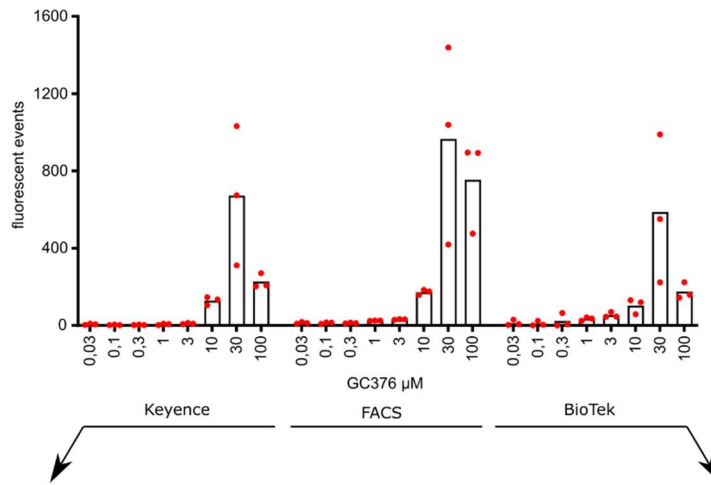 1600
1200
800
400
0
fluorescent events
0,03 0,1 0,3 1 3 10 30 100 0,03 0,1 0,3 1 3 10 30 100 0,03 0,1 0,3 1 3 10 30 100
GC376 µM
Keyence FACS BioTek